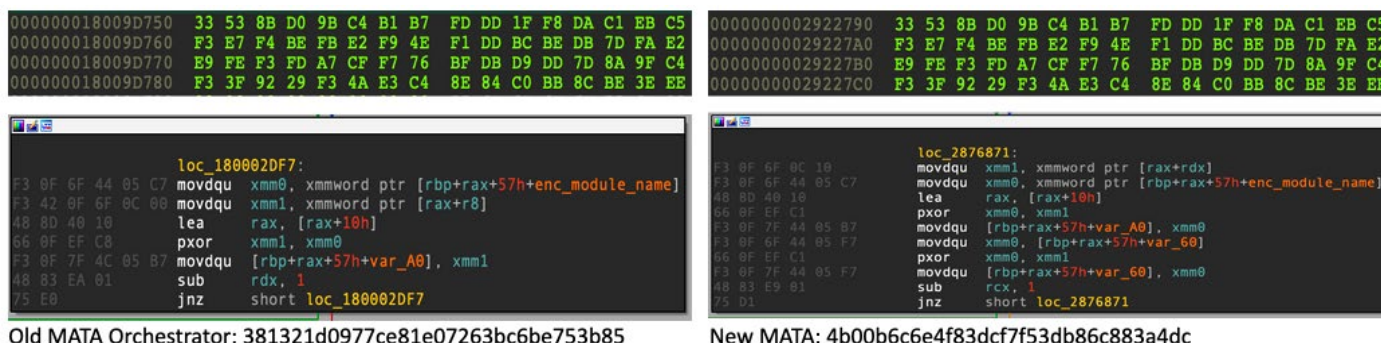 000000018009D750 33 53 8B D0 9B C4 B1 B7 FD DD 1F F8 DA C1 EB C5
000000018009D760 F3 E7 F4 BE FB E2 F9 4E F1 DD BC BE DB 7D FA E2
000000018009D770 E9 FE F3 FD A7 CF F7 76 BF DB D9 DD 7D 8A 9F C4
000000018009D780 F3 3F 92 29 F3 4A E3 C4 8E 84 C0 BB 8C BE 3E EE
loc_180002DF7:
F3 0F 6F 44 05 C7 movdqu xmm0, xmmword ptr [rbp+rax+57h+enc_module_name]
F3 42 0F 6F 0C 00 movdqu xmm1, xmmword ptr [rax+r8]
48 8D 40 10 lea rax, [rax+10h]
66 0F EF C8 pxor xmm1, xmm0
F3 0F 7F 4C 05 B7 movdqu [rbp+rax+57h+var_A0], xmm1
48 83 EA 01 sub rdx, 1
75 E0 jnz short loc_180002DF7
Old MATA Orchestrator: 381321d0977ce81e07263bc6be753b85
0000000002922790 33 53 8B D0 9B C4 B1 B7 FD DD 1F F8 DA C1 EB C5
00000000029227A0 F3 E7 F4 BE FB E2 F9 4E F1 DD BC BE DB 7D FA E2
00000000029227B0 E9 FE F3 FD A7 CF F7 76 BF DB D9 DD 7D 8A 9F C4
00000000029227C0 F3 3F 92 29 F3 4A E3 C4 8E 84 C0 BB 8C BE 3E EE
loc_2876871:
F3 0F 6F 0C 10 movdqu xmm1, xmmword ptr [rax+rdx]
F3 0F 6F 44 05 C7 movdqu xmm0, xmmword ptr [rbp+rax+57h+enc_module_name]
48 8D 40 10 lea rax, [rax+10h]
66 0F EF C1 pxor xmm0, xmm1
F3 0F 7F 44 05 B7 movdqu [rbp+rax+57h+var_A0], xmm0
F3 0F 6F 44 05 F7 movdqu xmm0, [rbp+rax+57h+var_60]
66 0F EF C1 pxor xmm0, xmm1
F3 0F 7F 44 05 F7 movdqu [rbp+rax+57h+var_60], xmm0
48 83 E9 01 sub rcx, 1
75 D1 jnz short loc_2876871
New MATA: 4b00b6c6e4f83dcf7f53db86c883a4dc